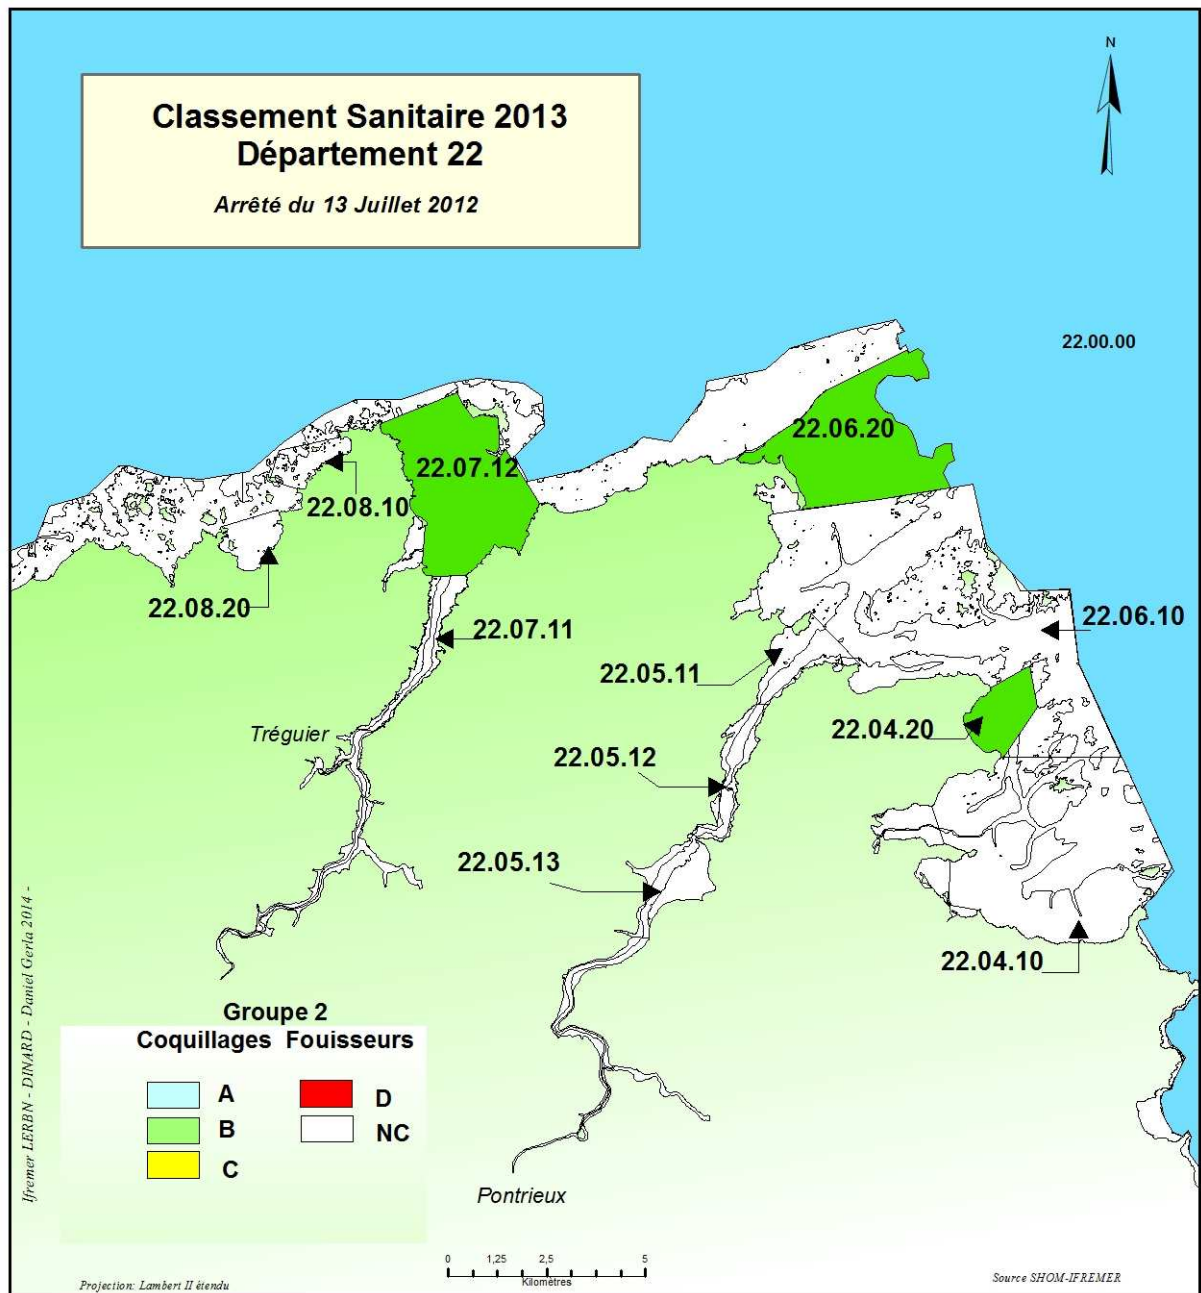 Classement Sanitaire 2013
Département 22
Arrêté du 13 Juillet 2012
N
22.00.00
22.06.20
22.07.12
22.08.10
22.08.20
22.07.11
22.06.10
22.05.11
22.04.20
Tréguier
22.05.12
22.05.13
22.04.10
Groupe 2
Coquillages Fouisseurs
A
D
B
NC
C
Pontrieux
0 1,25 2,5 5
Kilomètres
Ifremer LERBN - DINARD - Daniel Gerla 2014 -
Projection: Lambert II étendu
Source SHOM-IFREMER